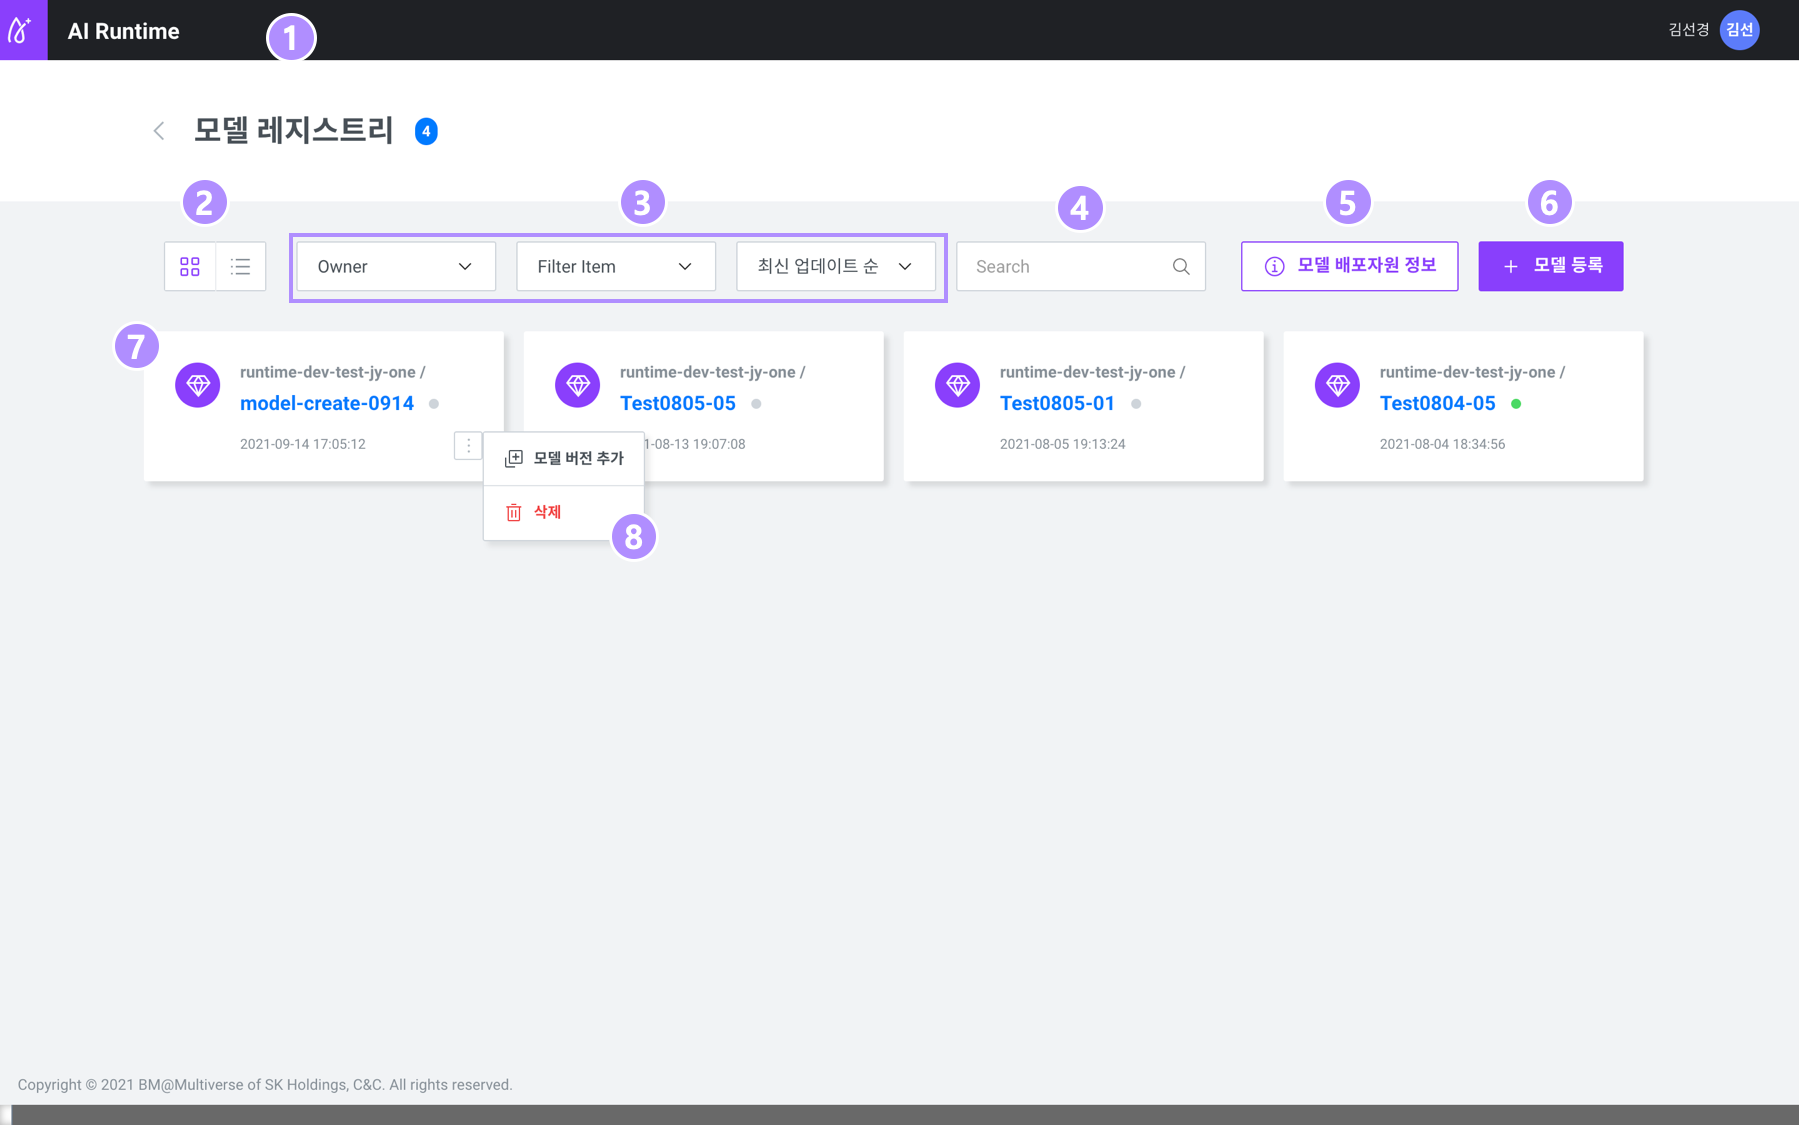 AI Runtime
1
김선경
김선
모델 레지스트리
4
2
3
4
5
6
Owner
Filter Item
최신 업데이트 순
Search
모델 배포자원 정보
모델 등록
7
runtime-dev-test-jy-one /
model-create-0914
2021-09-14 17:05:12
runtime-dev-test-jy-one /
Test0805-05
1-08-13 19:07:08
runtime-dev-test-jy-one /
Test0805-01
2021-08-05 19:13:24
runtime-dev-test-jy-one /
Test0804-05
2021-08-04 18:34:56
모델 버전 추가
삭제
8
Copyright © 2021 BM@Multiverse of SK Holdings, C&C. All rights reserved.